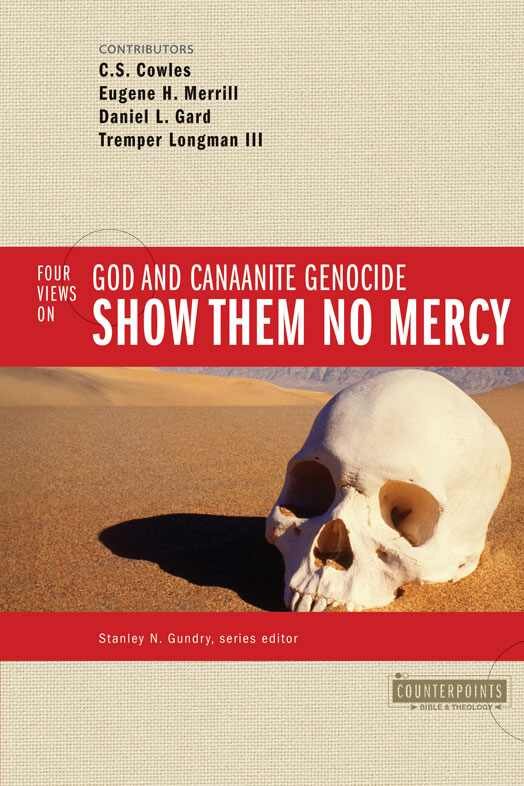 CONTRIBUTORS
C.S. Cowles
Eugene H. Merrill
Daniel L. Gard
Tremper Longman III
FOUR
VIEWS
ON
GOD AND CANAANITE GENOCIDE
SHOW THEM NO MERCY
Stanley N. Gundry, series editor
COUNTERPOINTS
BIBLE & THEOLOGY